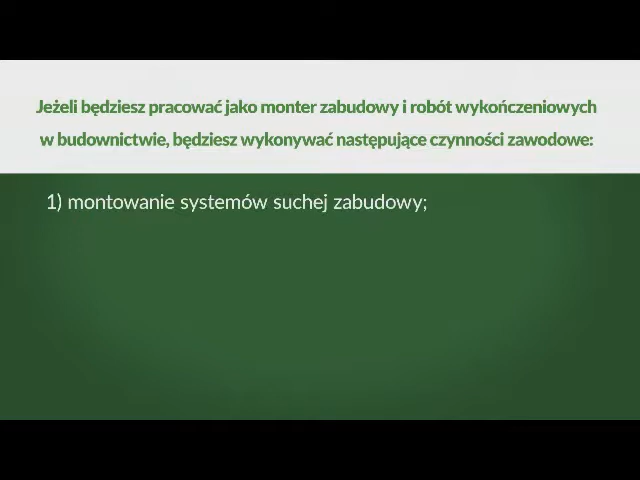 Jeżeli będziesz pracować jako monter zabudowy i robót wykończeniowych
w budownictwie, będziesz wykonywać następujące czynności zawodowe:
1) montowanie systemów suchej zabudowy;